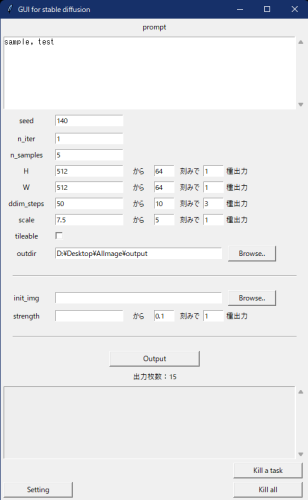 GUI for stable diffusion
prompt
sample, test
seed 140
n_iter 1
n_samples 5
H 512 から 64 刻みで 1 種出力
W 512 から 64 刻みで 1 種出力
ddim_steps 50 から 10 刻みで 3 種出力
scale 7.5 から 5 刻みで 1 種出力
tileable
outdir D:¥Desktop¥AIImage¥output Browse..
init_img Browse..
strength から 0.1 刻みで 1 種出力
Output
出力枚数：15
Kill a task
Setting Kill all